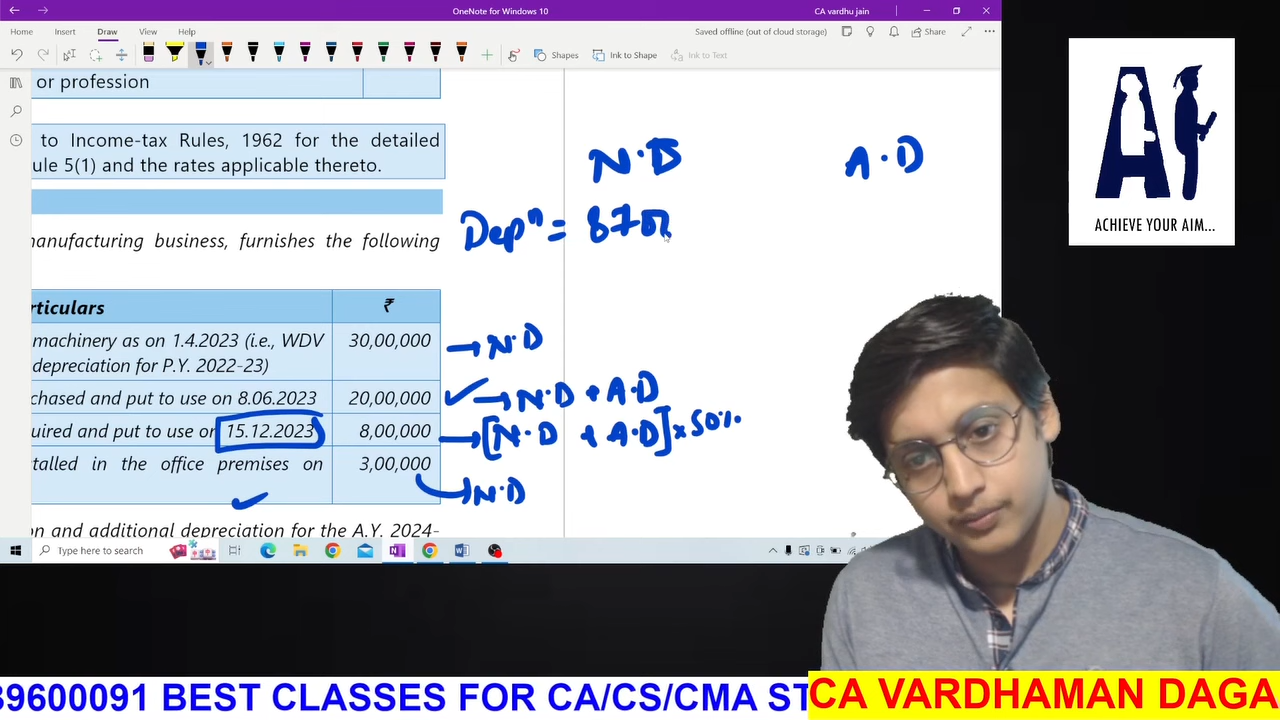 OneNote for Windows 10
CA vardhu jain
Home Insert Draw View Help
Saved offline (out of cloud storage)
Share
Shapes
Ink to Shape
Ink to Text
or profession
to Income-tax Rules, 1962 for the detailed
ule 5(1) and the rates applicable thereto.
N.D A.D
Depn = 870
nanufacturing business, furnishes the following
rticulars ₹
machinery as on 1.4.2023 (i.e., WDV 30,00,000 → N.D
depreciation for P.Y. 2022-23)
rchased and put to use on 8.06.2023 20,00,000 → N.D + A.D
quired and put to use on 15.12.2023 8,00,000 → [N.D + A.D] x 50%
talled in the office premises on 3,00,000 → N.D
on and additional depreciation for the A.Y. 2024-
Type here to search
ACHIEVE YOUR AIM...
39600091 BEST CLASSES FOR CA/CS/CMA ST
CA VARDHAMAN DAGA